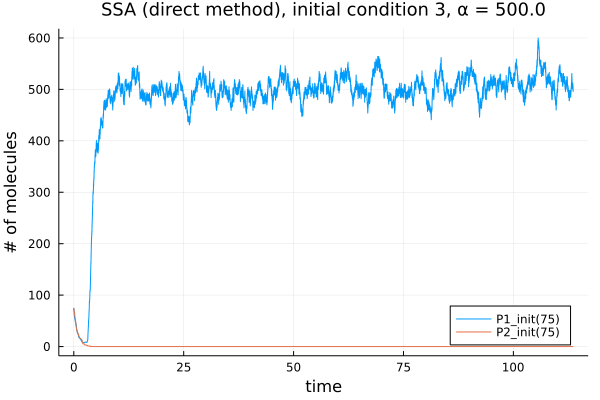 SSA (direct method), initial condition 3, α = 500.0
600
500
400
300
200
100
0
# of molecules
P1_init(75)
P2_init(75)
0 25 50 75 100
time